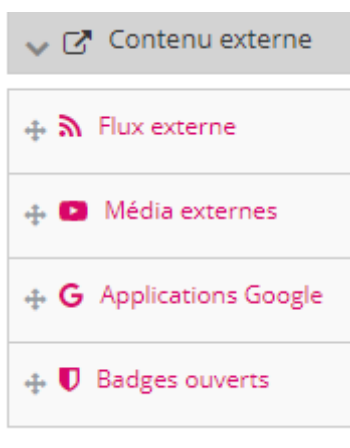 Contenu externe
Flux externe
Média externes
Applications Google
Badges ouverts